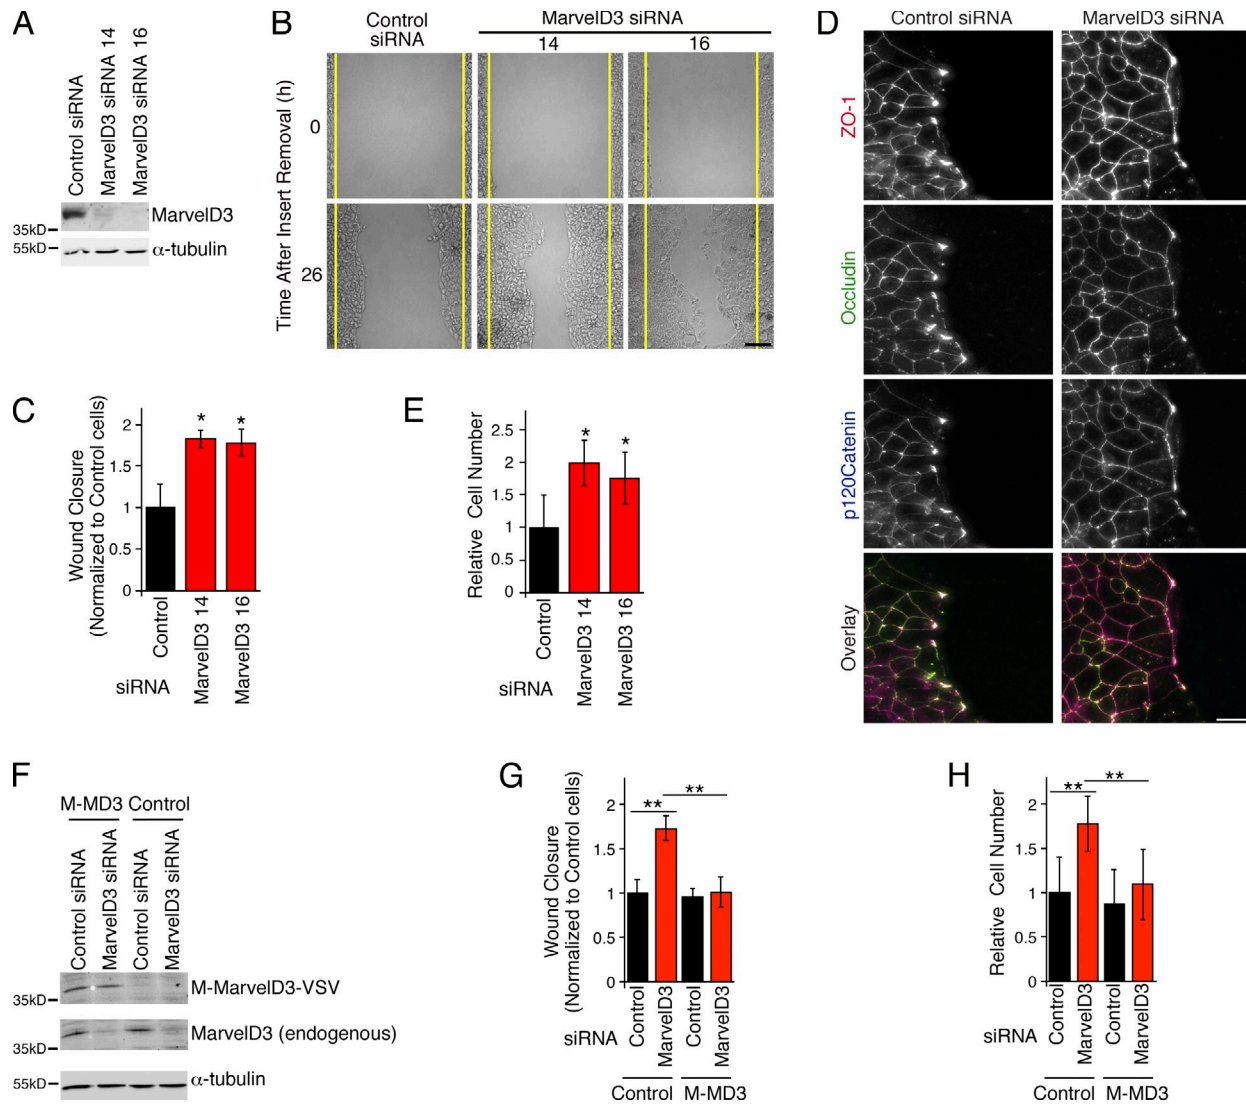 A
Control siRNA
MarvelD3 siRNA 14
MarvelD3 siRNA 16
MarvelD3
35kD
55kD
α-tubulin
B
Control
siRNA
MarvelD3 siRNA
14
16
Time After Insert Removal (h)
0
26
C
Wound Closure
(Normalized to Control cells)
2
1.5
1
0.5
0
*
*
Control
MarvelD3 14
MarvelD3 16
siRNA
D
Control siRNA
MarvelD3 siRNA
ZO-1
Occludin
p120Catenin
Overlay
E
Relative Cell Number
2.5
2
1.5
1
0.5
0
*
*
Control
MarvelD3 14
MarvelD3 16
siRNA
F
M-MD3
Control
Control siRNA
MarvelD3 siRNA
Control siRNA
MarvelD3 siRNA
M-MarvelD3-VSV
35kD
MarvelD3 (endogenous)
35kD
55kD
α-tubulin
G
Wound Closure
(Normalized to Control cells)
2
1.5
1
0.5
0
**
**
Control
MarvelD3
Control
MarvelD3
siRNA
Control
M-MD3
H
Relative Cell Number
2
1.5
1
0.5
0
**
**
Control
MarvelD3
Control
MarvelD3
siRNA
Control
M-MD3